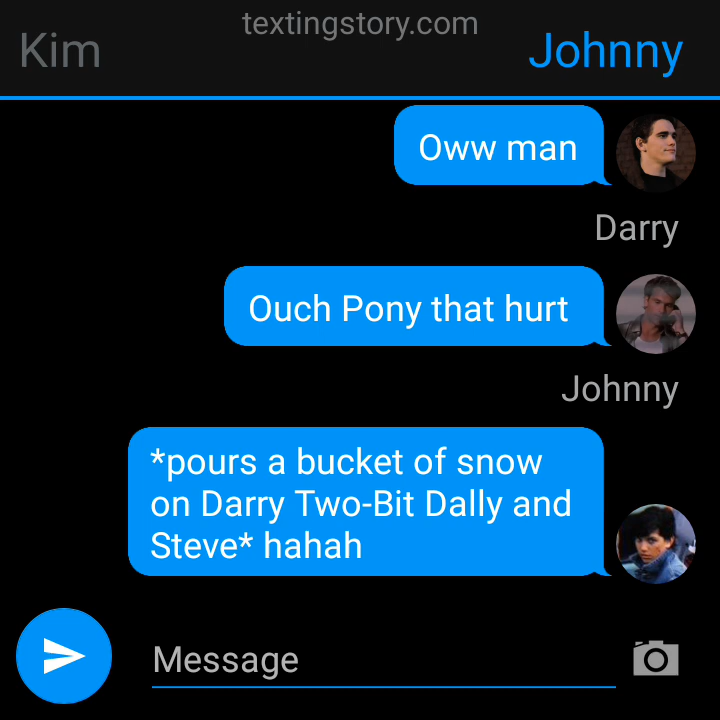 textingstory.com
Kim
Johnny
Oww man
Darry
Ouch Pony that hurt
Johnny
*pours a bucket of snow
on Darry Two-Bit Dally and
Steve* hahah
Message